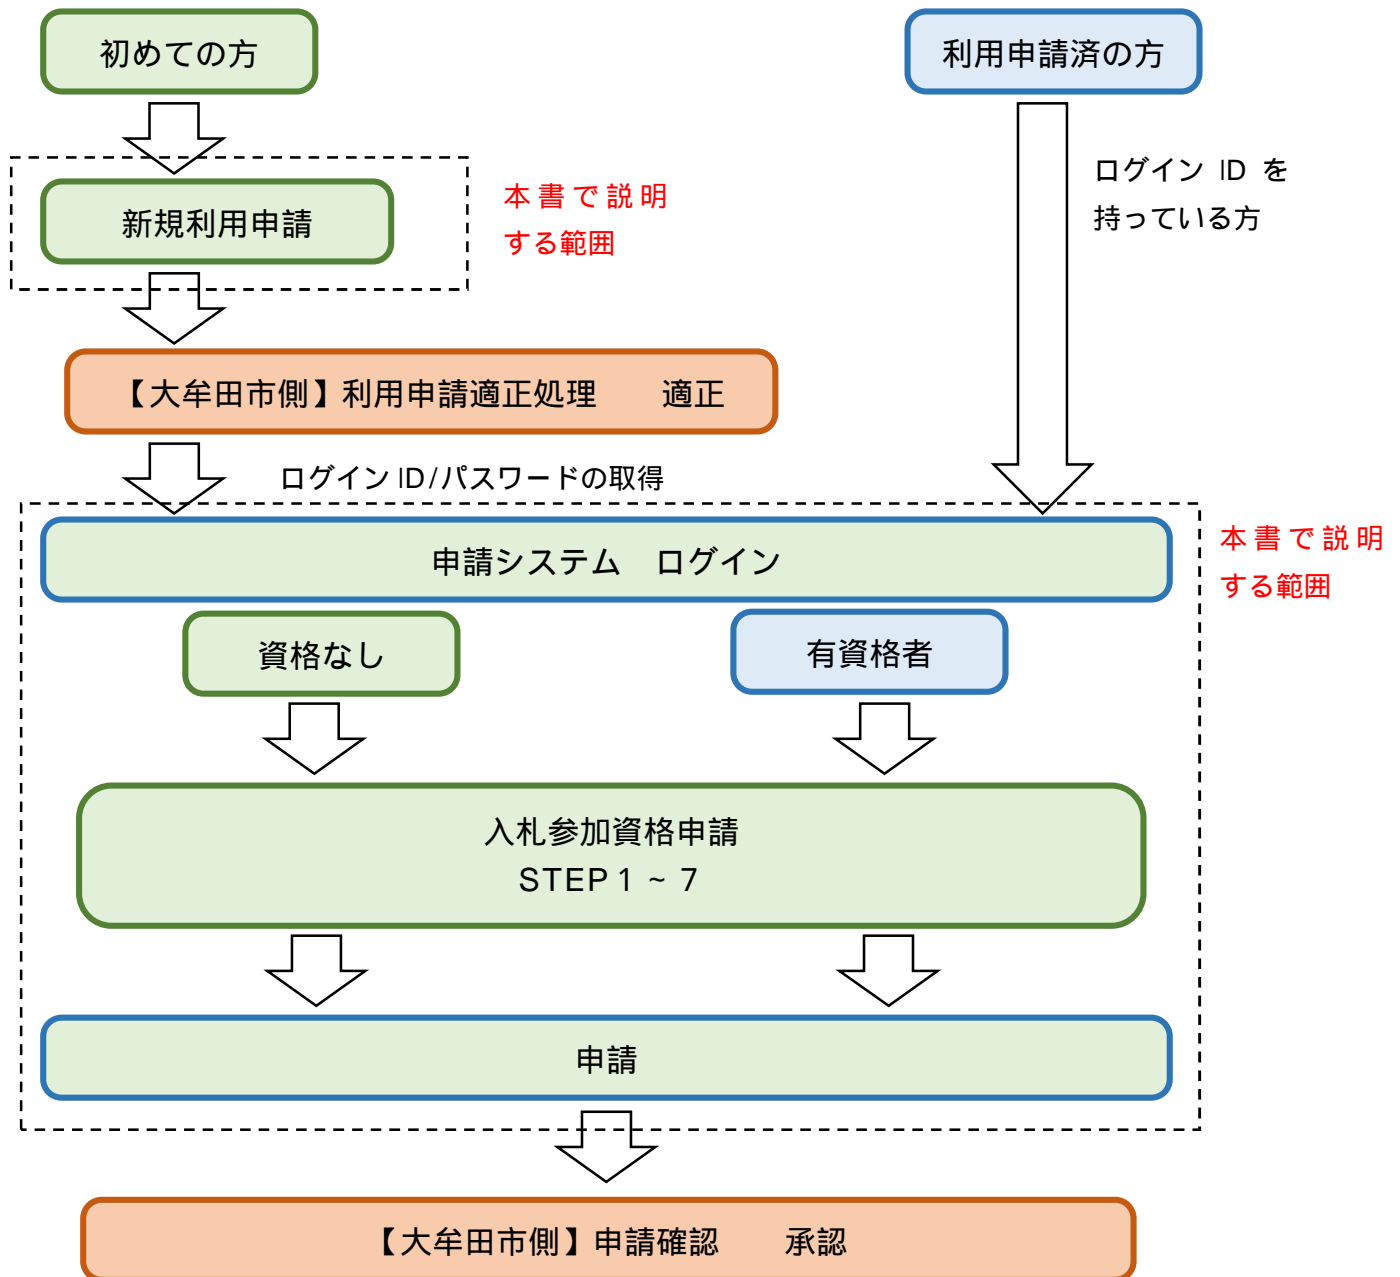 初めての方
利用申請済の方
ログイン ID を
持っている方
新規利用申請
本書で説明
する範囲
【大牟田市側】利用申請適正処理　　適正
ログイン ID/パスワードの取得
申請システム　ログイン
本書で説明
する範囲
資格なし
有資格者
入札参加資格申請
STEP1 ~ 7
申請
【大牟田市側】申請確認　　承認